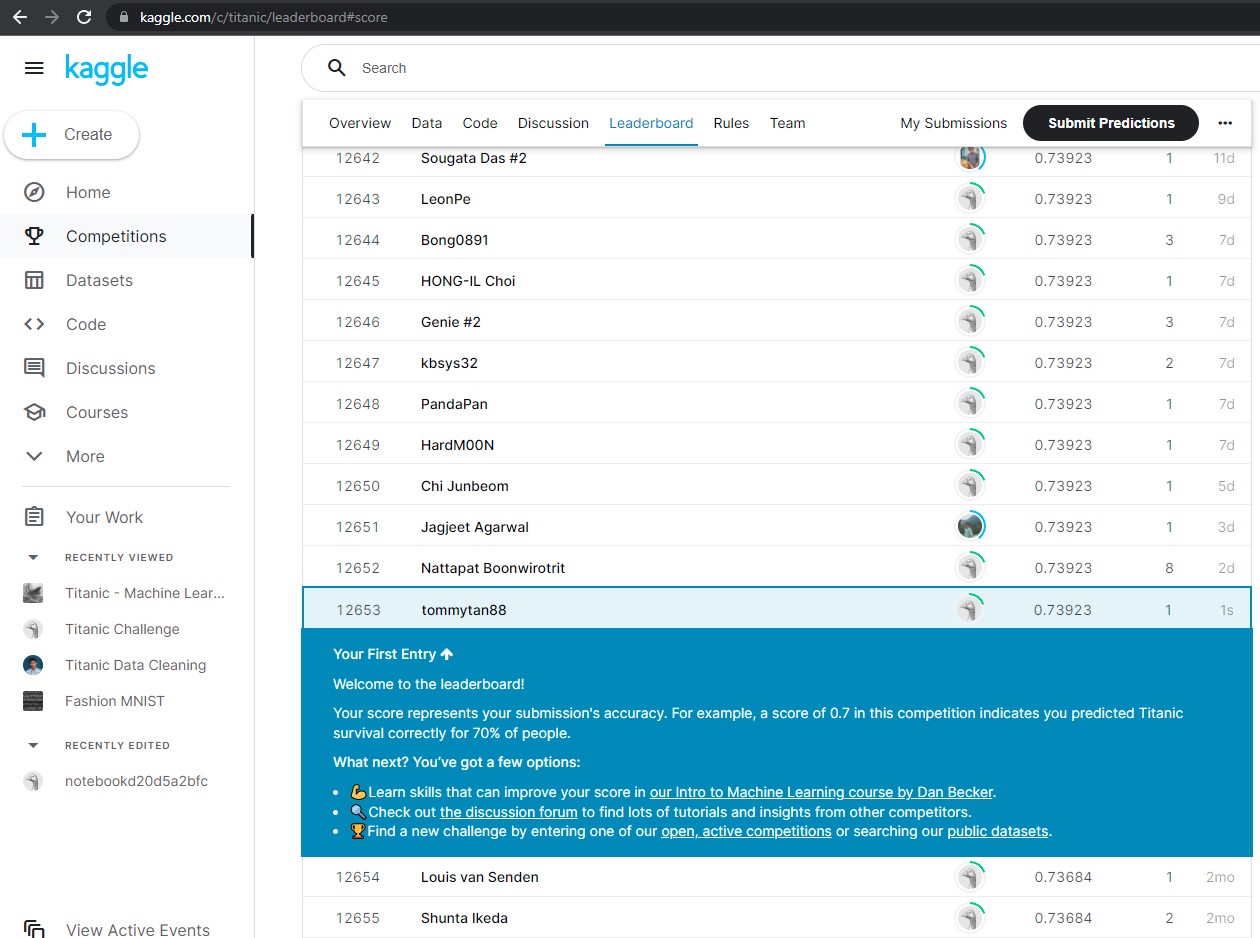 kaggle.com/c/titanic/leaderboard#score
kaggle
Search
Create
Overview Data Code Discussion Leaderboard Rules Team My Submissions Submit Predictions
Home
Competitions
Datasets
Code
Discussions
Courses
More
Your Work
RECENTLY VIEWED
Titanic - Machine Lear...
Titanic Challenge
Titanic Data Cleaning
Fashion MNIST
RECENTLY EDITED
notebookd20d5a2bfc
View Active Events
12642 Sougata Das #2 0.73923 1 11d
12643 LeonPe 0.73923 1 9d
12644 Bong0891 0.73923 3 7d
12645 HONG-IL Choi 0.73923 1 7d
12646 Genie #2 0.73923 3 7d
12647 kbsys32 0.73923 2 7d
12648 PandaPan 0.73923 1 7d
12649 HardM00N 0.73923 1 7d
12650 Chi Junbeom 0.73923 1 5d
12651 Jagjeet Agarwal 0.73923 1 3d
12652 Nattapat Boonwirotrit 0.73923 8 2d
12653 tommytan88 0.73923 1 1s
Your First Entry ↑
Welcome to the leaderboard!
Your score represents your submission's accuracy. For example, a score of 0.7 in this competition indicates you predicted Titanic
survival correctly for 70% of people.
What next? You've got a few options:
• 💪Learn skills that can improve your score in our Intro to Machine Learning course by Dan Becker.
• 🔍Check out the discussion forum to find lots of tutorials and insights from other competitors.
• 🏆Find a new challenge by entering one of our open, active competitions or searching our public datasets.
12654 Louis van Senden 0.73684 1 2mo
12655 Shunta Ikeda 0.73684 2 2mo